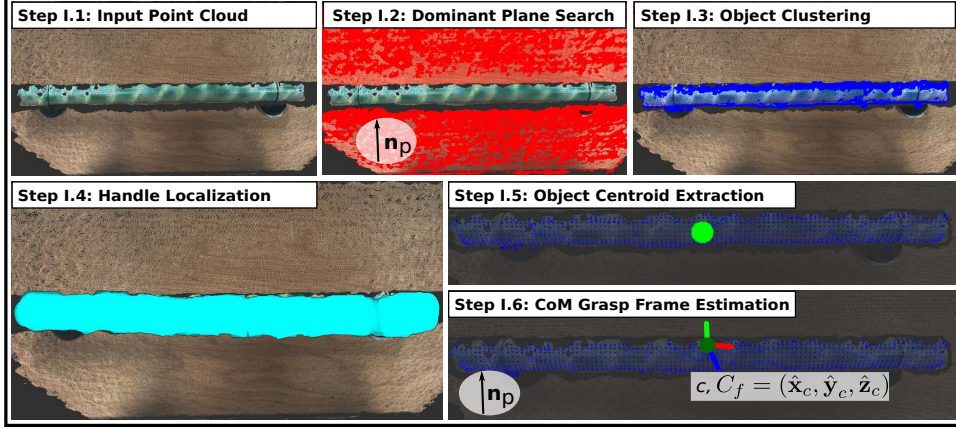 Step I.1: Input Point Cloud
Step I.2: Dominant Plane Search
n_p
Step I.3: Object Clustering
Step I.4: Handle Localization
Step I.5: Object Centroid Extraction
Step I.6: CoM Grasp Frame Estimation
n_p
c, C_f = (x̂_c, ŷ_c, ẑ_c)